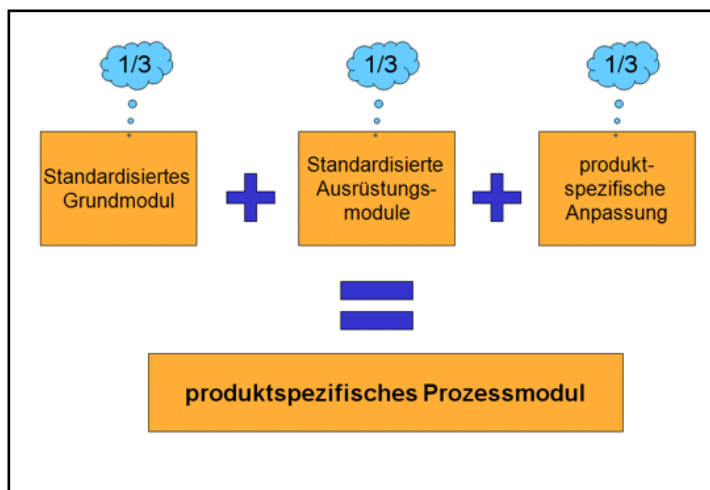 1/3
1/3
1/3
Standardisiertes
Grundmodul
Standardisierte
Ausrüstungs-
module
produkt-
spezifische
Anpassung
produktspezifisches Prozessmodul